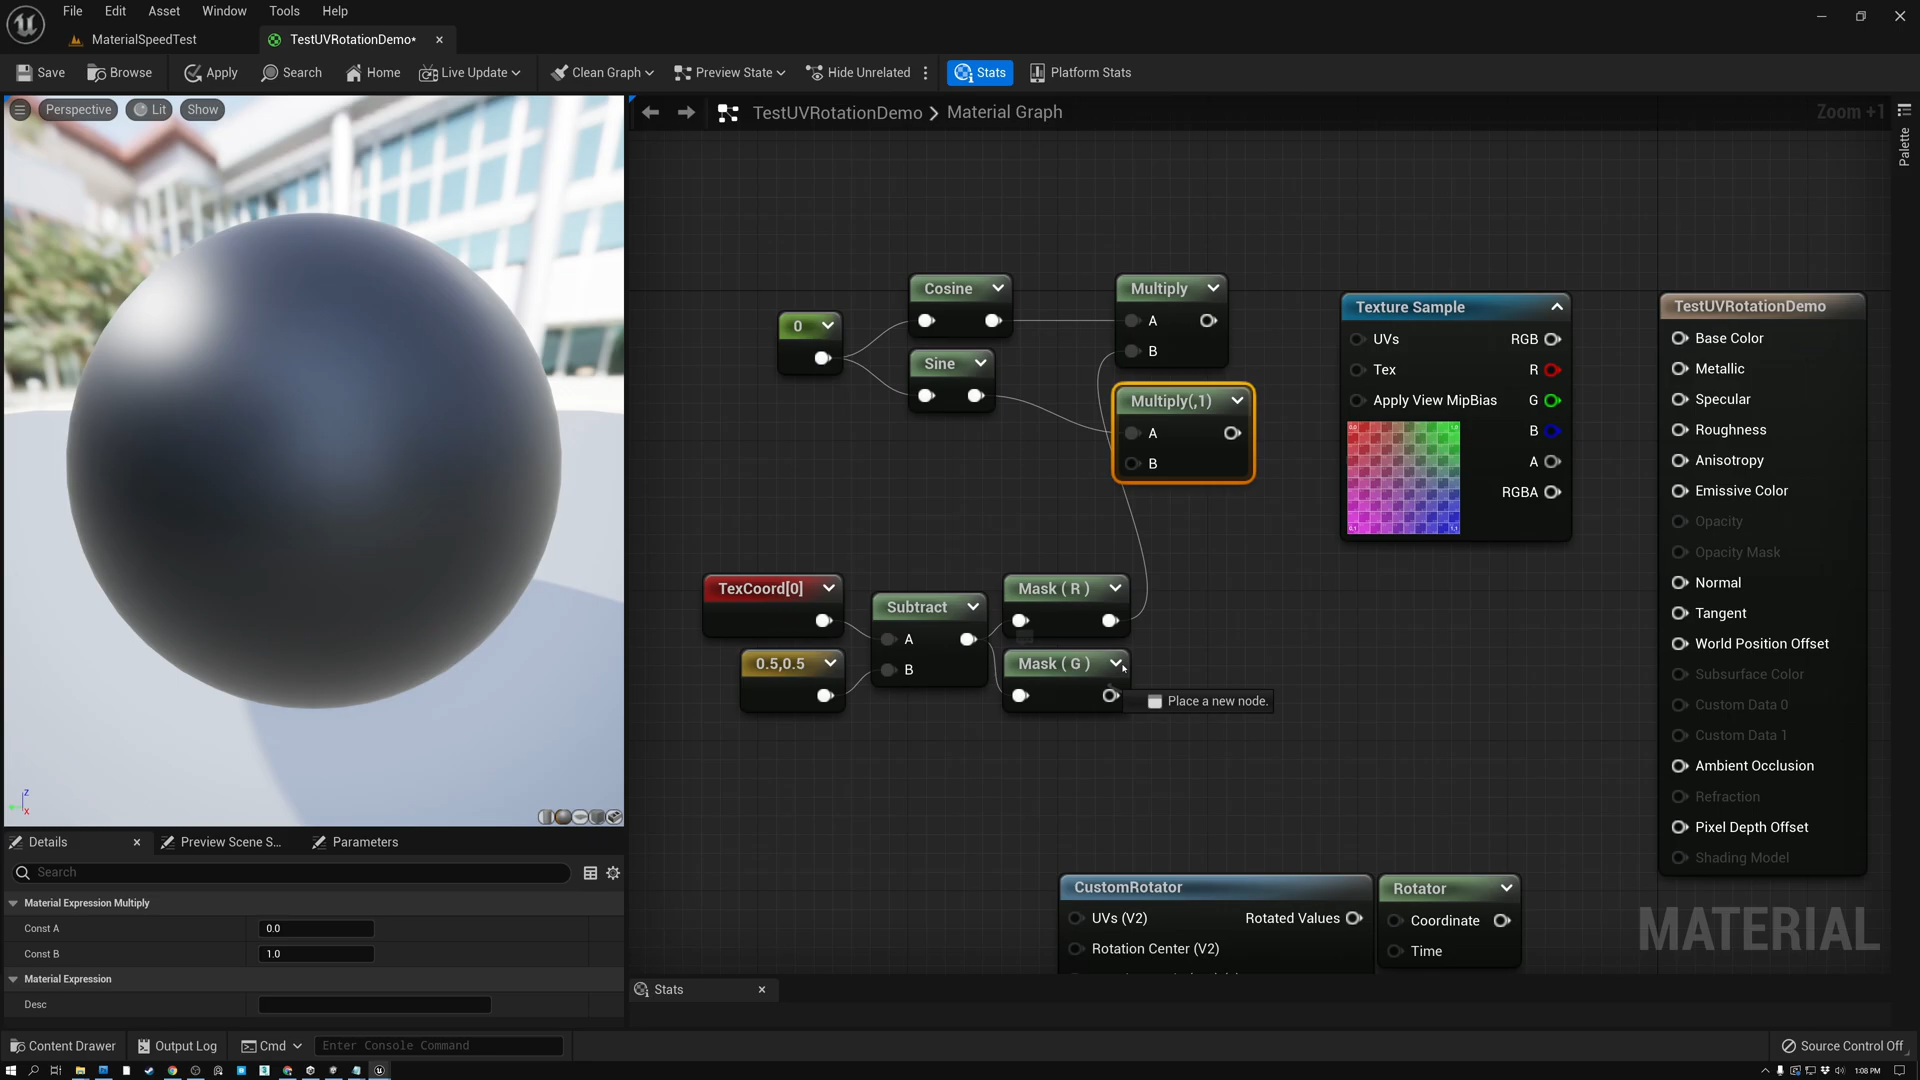 File Edit Asset Window Tools Help
MaterialSpeedTest
TestUVRotationDemo*
Save Browse Apply Search Home Live Update Clean Graph Preview State Hide Unrelated Stats Platform Stats
Perspective Lit Show
TestUVRotationDemo > Material Graph
Zoom +1
Palette
Cosine
Multiply
A
B
0
Sine
Multiply(,1)
A
B
Texture Sample
UVs RGB
Tex R
Apply View MipBias G
B
A
RGBA
TestUVRotationDemo
Base Color
Metallic
Specular
Roughness
Anisotropy
Emissive Color
Opacity
Opacity Mask
Normal
Tangent
World Position Offset
Subsurface Color
Custom Data 0
Custom Data 1
Ambient Occlusion
Refraction
Pixel Depth Offset
Shading Model
TexCoord[0]
0.5,0.5
Subtract
A
B
Mask ( R )
Mask ( G )
Place a new node.
CustomRotator
UVs (V2) Rotated Values
Rotation Center (V2)
Rotator
Coordinate
Time
MATERIAL
z
x
Details Preview Scene S... Parameters
Search
Material Expression Multiply
Const A 0.0
Const B 1.0
Material Expression
Desc
Stats
Content Drawer Output Log Cmd Enter Console Command
Source Control Off
1:08 PM